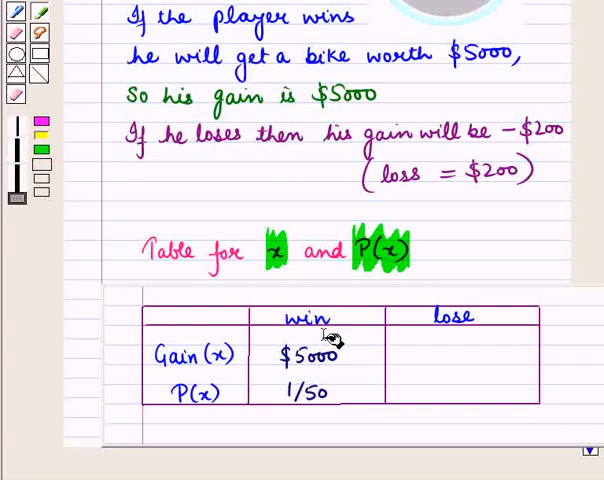 If the player wins
he will get a bike worth $5000,
So his gain is $5000
If he loses then his gain will be -$200
(loss = $200)
Table for x and P(x)
win lose
Gain(x) $5000
P(x) 1/50